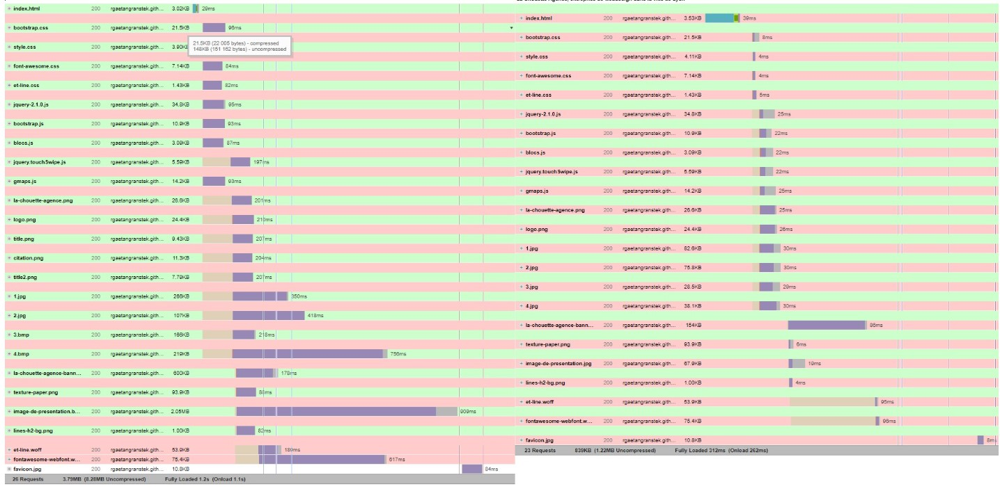 index.html 200 rgaetangranstek.gith... 3.02KB 29ms
bootstrap.css 200 rgaetangranstek.gith... 21.5KB 96ms
21.5KB (22 005 bytes) - compressed
148KB (151 162 bytes) - uncompressed
style.css 200 rgaetangranstek.gith... 3.90KB
font-awesome.css 200 rgaetangranstek.gith... 7.14KB 84ms
et-line.css 200 rgaetangranstek.gith... 1.43KB 82ms
jquery-2.1.0.js 200 rgaetangranstek.gith... 34.8KB 95ms
bootstrap.js 200 rgaetangranstek.gith... 10.9KB 93ms
blocs.js 200 rgaetangranstek.gith... 3.09KB 87ms
jquery.touchSwipe.js 200 rgaetangranstek.gith... 5.59KB 197ms
gmaps.js 200 rgaetangranstek.gith... 14.2KB 93ms
la-chouette-agence.png 200 rgaetangranstek.gith... 26.6KB 201ms
logo.png 200 rgaetangranstek.gith... 24.4KB 210ms
title.png 200 rgaetangranstek.gith... 9.43KB 207ms
citation.png 200 rgaetangranstek.gith... 11.3KB 204ms
title2.png 200 rgaetangranstek.gith... 7.79KB 207ms
1.jpg 200 rgaetangranstek.gith... 266KB 350ms
2.jpg 200 rgaetangranstek.gith... 107KB 418ms
3.bmp 200 rgaetangranstek.gith... 166KB 218ms
4.bmp 200 rgaetangranstek.gith... 219KB 756ms
la-chouette-agence-bann... 200 rgaetangranstek.gith... 600KB 178ms
texture-paper.png 200 rgaetangranstek.gith... 93.9KB 88ms
image-de-presentation.b... 200 rgaetangranstek.gith... 2.05MB 909ms
lines-h2-bg.png 200 rgaetangranstek.gith... 1.00KB 82ms
et-line.woff 200 rgaetangranstek.gith... 53.9KB 189ms
fontawesome-webfont.w... 200 rgaetangranstek.gith... 75.4KB 617ms
favicon.jpg 200 rgaetangranstek.gith... 10.8KB 84ms
26 Requests 3.79MB (8.28MB Uncompressed) Fully Loaded 1.2s (Onload 1.1s)
index.html 200 rgaetangranstek.gith... 3.53KB 39ms
bootstrap.css 200 rgaetangranstek.gith... 21.5KB 8ms
style.css 200 rgaetangranstek.gith... 4.11KB 4ms
font-awesome.css 200 rgaetangranstek.gith... 7.14KB 4ms
et-line.css 200 rgaetangranstek.gith... 1.43KB 5ms
jquery-2.1.0.js 200 rgaetangranstek.gith... 34.8KB 25ms
bootstrap.js 200 rgaetangranstek.gith... 10.9KB 22ms
blocs.js 200 rgaetangranstek.gith... 3.09KB 22ms
jquery.touchSwipe.js 200 rgaetangranstek.gith... 5.59KB 22ms
gmaps.js 200 rgaetangranstek.gith... 14.2KB 25ms
la-chouette-agence.png 200 rgaetangranstek.gith... 26.6KB 25ms
logo.png 200 rgaetangranstek.gith... 24.4KB 26ms
1.jpg 200 rgaetangranstek.gith... 82.6KB 30ms
2.jpg 200 rgaetangranstek.gith... 75.8KB 30ms
3.jpg 200 rgaetangranstek.gith... 28.5KB 29ms
4.jpg 200 rgaetangranstek.gith... 38.1KB 30ms
la-chouette-agence-bann... 200 rgaetangranstek.gith... 154KB 86ms
texture-paper.png 200 rgaetangranstek.gith... 93.9KB 6ms
image-de-presentation.jpg 200 rgaetangranstek.gith... 67.9KB 19ms
lines-h2-bg.png 200 rgaetangranstek.gith... 1.00KB 4ms
et-line.woff 200 rgaetangranstek.gith... 53.9KB 95ms
fontawesome-webfont.w... 200 rgaetangranstek.gith... 75.4KB 96ms
favicon.jpg 200 rgaetangranstek.gith... 10.8KB 8ms
23 Requests 839KB (1.22MB Uncompressed) Fully Loaded 312ms (Onload 262ms)